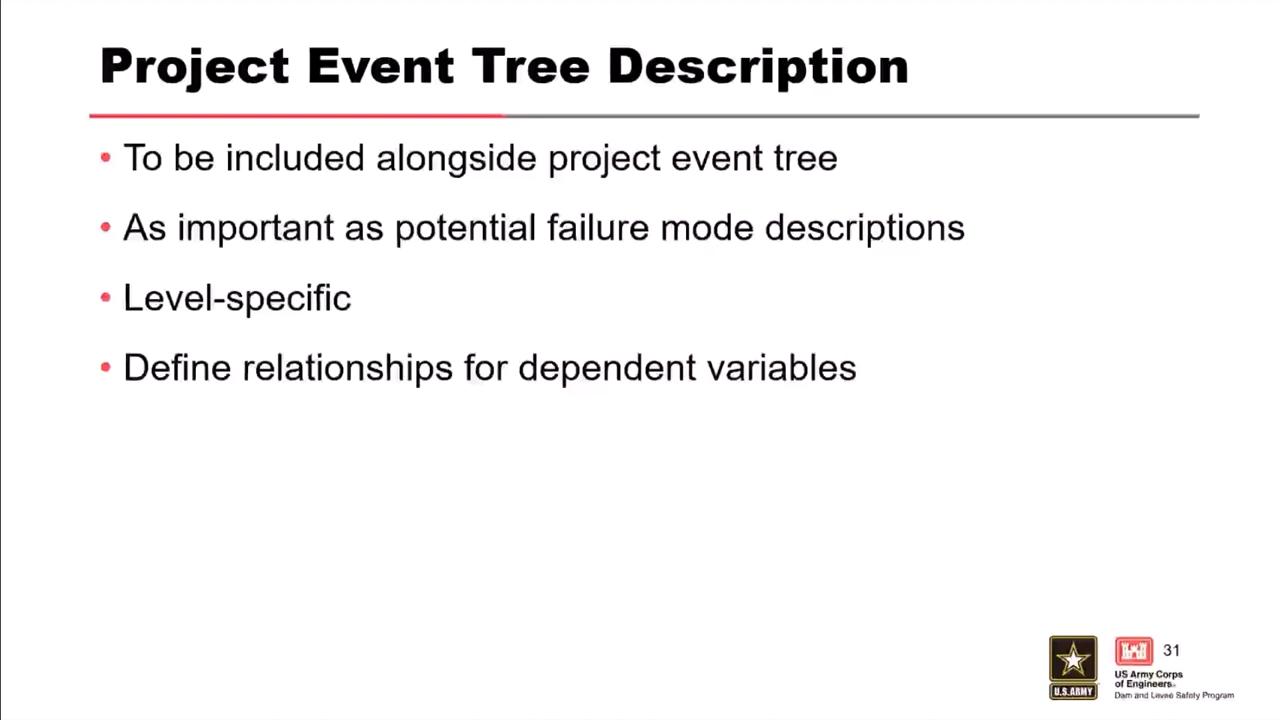 Project Event Tree Description
• To be included alongside project event tree
• As important as potential failure mode descriptions
• Level-specific
• Define relationships for dependent variables
31
U.S.ARMY
US Army Corps
of Engineers
Dam and Levee Safety Program